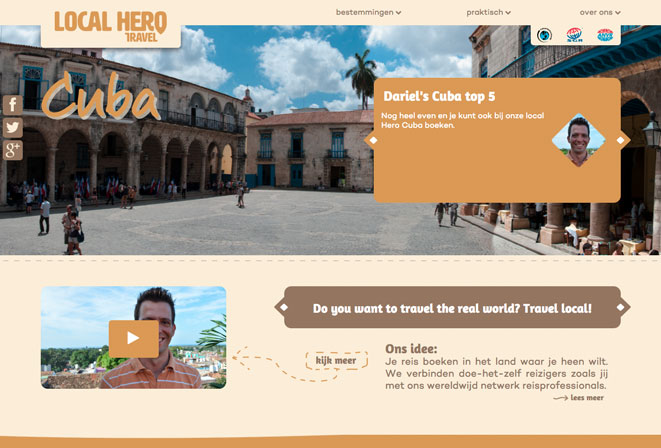 LOCAL HERO
TRAVEL
bestemmingen
praktisch
over ons
Cuba
Dariel's Cuba top 5
Nog heel even en je kunt ook bij onze local
Hero Cuba boeken.
Do you want to travel the real world? Travel local!
kijk meer
Ons idee:
Je reis boeken in het land waar je heen wilt.
We verbinden doe-het-zelf reizigers zoals jij
met ons wereldwijd netwerk reisprofessionals.
lees meer